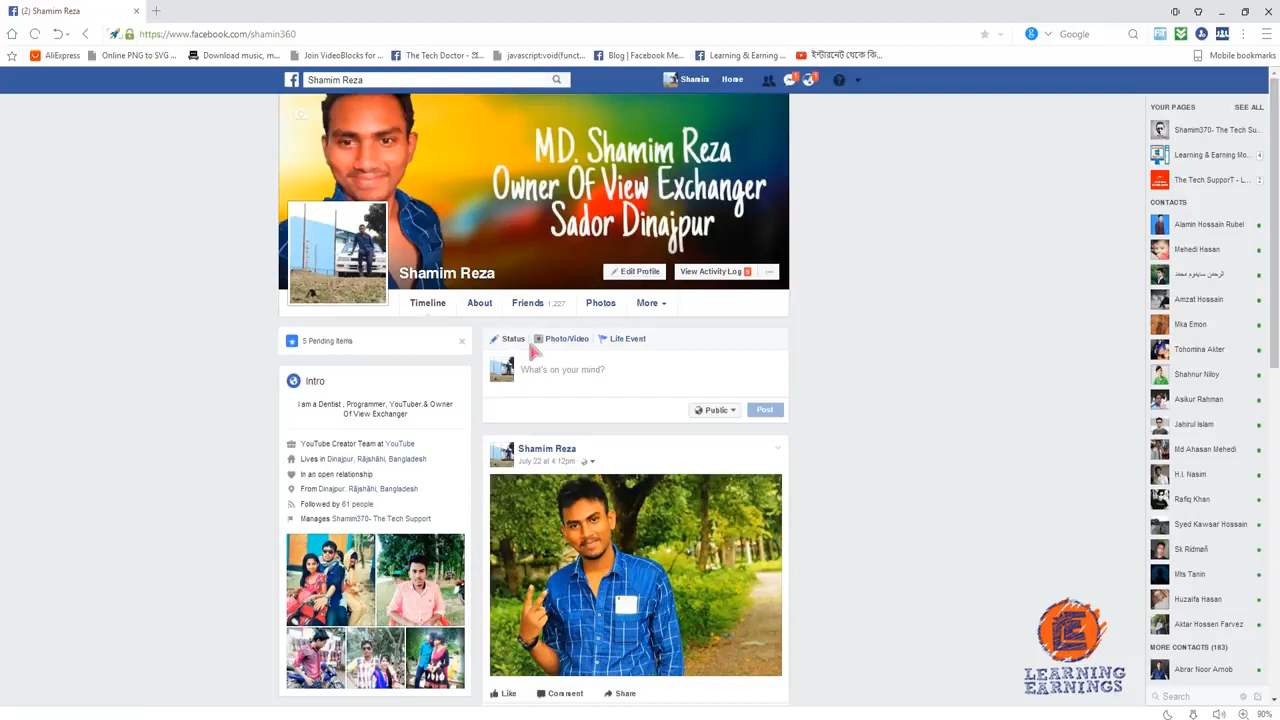 (2) Shamim Reza
https://www.facebook.com/shamin360
Google
AliExpress
Online PNG to SVG ...
Download music, m...
Join VideoBlocks for ...
The Tech Doctor - প্র...
javascript:void(funct...
Blog | Facebook Me...
Learning & Earning ...
ইন্টারনেট থেকে কি...
Mobile bookmarks
Shamim Reza
Shamim
Home
MD. Shamim Reza
Owner Of View Exchanger
Sador Dinajpur
Shamim Reza
Edit Profile
View Activity Log 5
...
Timeline
About
Friends 1,227
Photos
More
5 Pending Items
Intro
I am a Dentist , Programmer, YouTuber,& Owner
Of View Exchanger
YouTube Creator Team at YouTube
Lives in Dinajpur, Rājshāhi, Bangladesh
In an open relationship
From Dinajpur, Rājshāhi, Bangladesh
Followed by 61 people
Manages Shamim370- The Tech Support
Status
Photo/Video
Life Event
What's on your mind?
Public
Post
Shamim Reza
July 22 at 4:12pm
Like
Comment
Share
YOUR PAGES
SEE ALL
Shamim370- The Tech Su...
Learning & Earning Mo... 4
The Tech SupporT - L... 2
CONTACTS
Alamin Hossain Rubel
Mehedi Hasan
Amzat Hossain
Mka Emon
Tohomina Akter
Shahnur Niloy
Asikur Rahman
Jahirul Islam
Md Ahasan Mehedi
H.I. Nasim
Rafiq Khan
Syed Kawsar Hossain
Sk Ridmañ
Mts Tanin
Huzaifa Hasan
Aktar Hossen Farvez
MORE CONTACTS (183)
Abrar Noor Arnob
Search
LEARNING
EARNINGS
90%